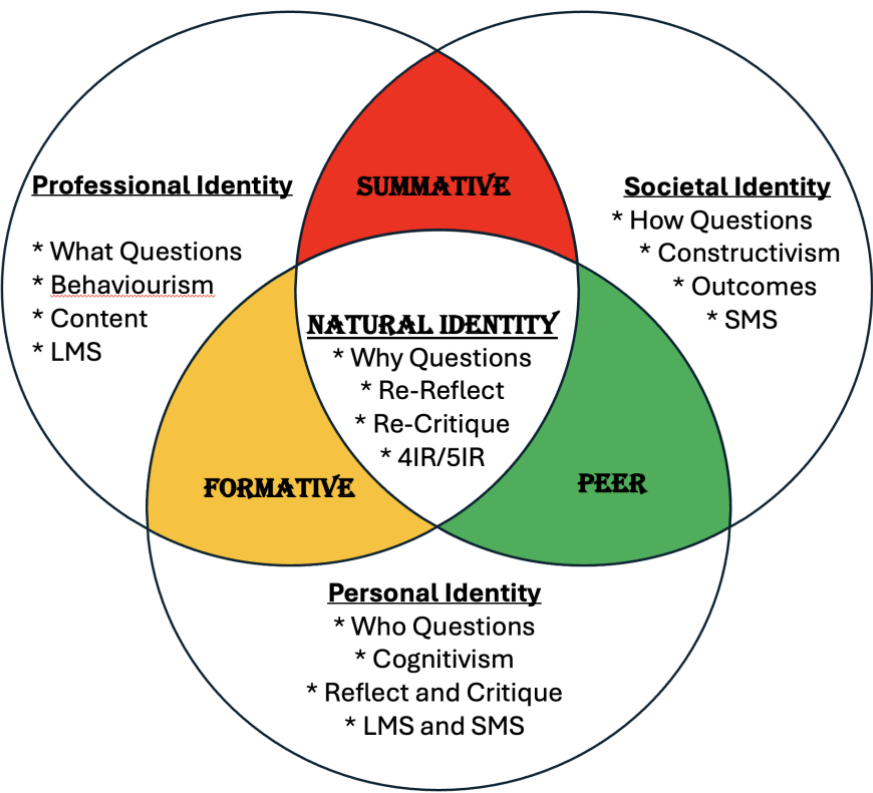 Professional Identity
* What Questions
* Behaviourism
* Content
* LMS
SUMMATIVE
Societal Identity
* How Questions
* Constructivism
* Outcomes
* SMS
NATURAL IDENTITY
* Why Questions
* Re-Reflect
* Re-Critique
* 4IR/5IR
FORMATIVE
PEER
Personal Identity
* Who Questions
* Cognitivism
* Reflect and Critique
* LMS and SMS